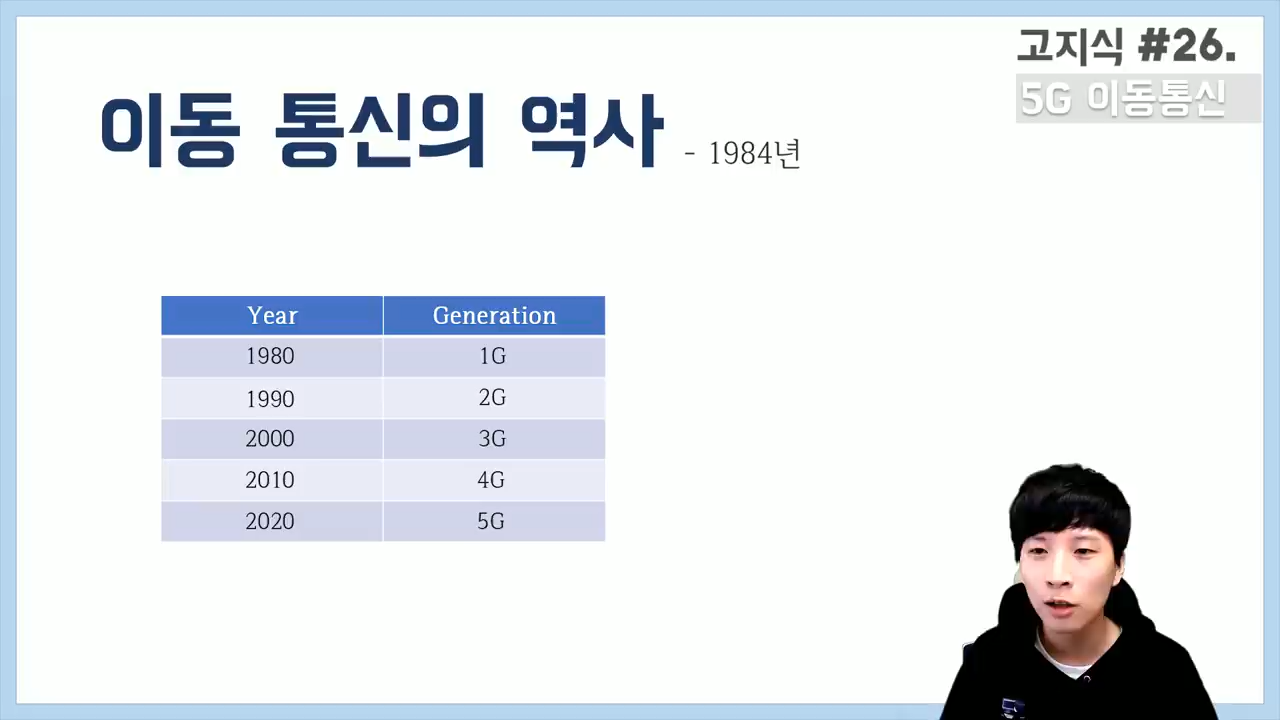 고지식 #26.
5G 이동통신
이동 통신의 역사 - 1984년
Year Generation
1980 1G
1990 2G
2000 3G
2010 4G
2020 5G